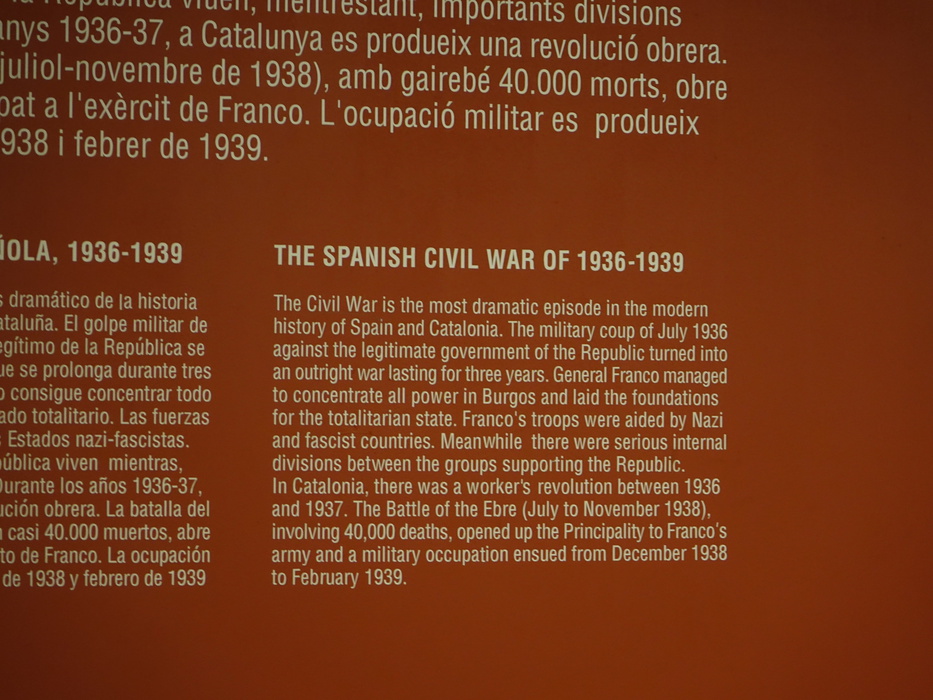 la República viuen, mentrestant, importants divisions
anys 1936-37, a Catalunya es produeix una revolució obrera.
juliol-novembre de 1938), amb gairebé 40.000 morts, obre
a l'exèrcit de Franco. L'ocupació militar es produeix
938 i febrer de 1939.
ÑOLA, 1936-1939
s dramático de la historia
ataluña. El golpe militar de
egítimo de la República se
ue se prolonga durante tres
o consigue concentrar todo
ado totalitario. Las fuerzas
Estados nazi-fascistas.
ública viven mientras,
Durante los años 1936-37,
ución obrera. La batalla del
casi 40.000 muertos, abre
to de Franco. La ocupación
de 1938 y febrero de 1939
THE SPANISH CIVIL WAR OF 1936-1939
The Civil War is the most dramatic episode in the modern
history of Spain and Catalonia. The military coup of July 1936
against the legitimate government of the Republic turned into
an outright war lasting for three years. General Franco managed
to concentrate all power in Burgos and laid the foundations
for the totalitarian state. Franco's troops were aided by Nazi
and fascist countries. Meanwhile there were serious internal
divisions between the groups supporting the Republic.
In Catalonia, there was a worker's revolution between 1936
and 1937. The Battle of the Ebre (July to November 1938),
involving 40,000 deaths, opened up the Principality to Franco's
army and a military occupation ensued from December 1938
to February 1939.